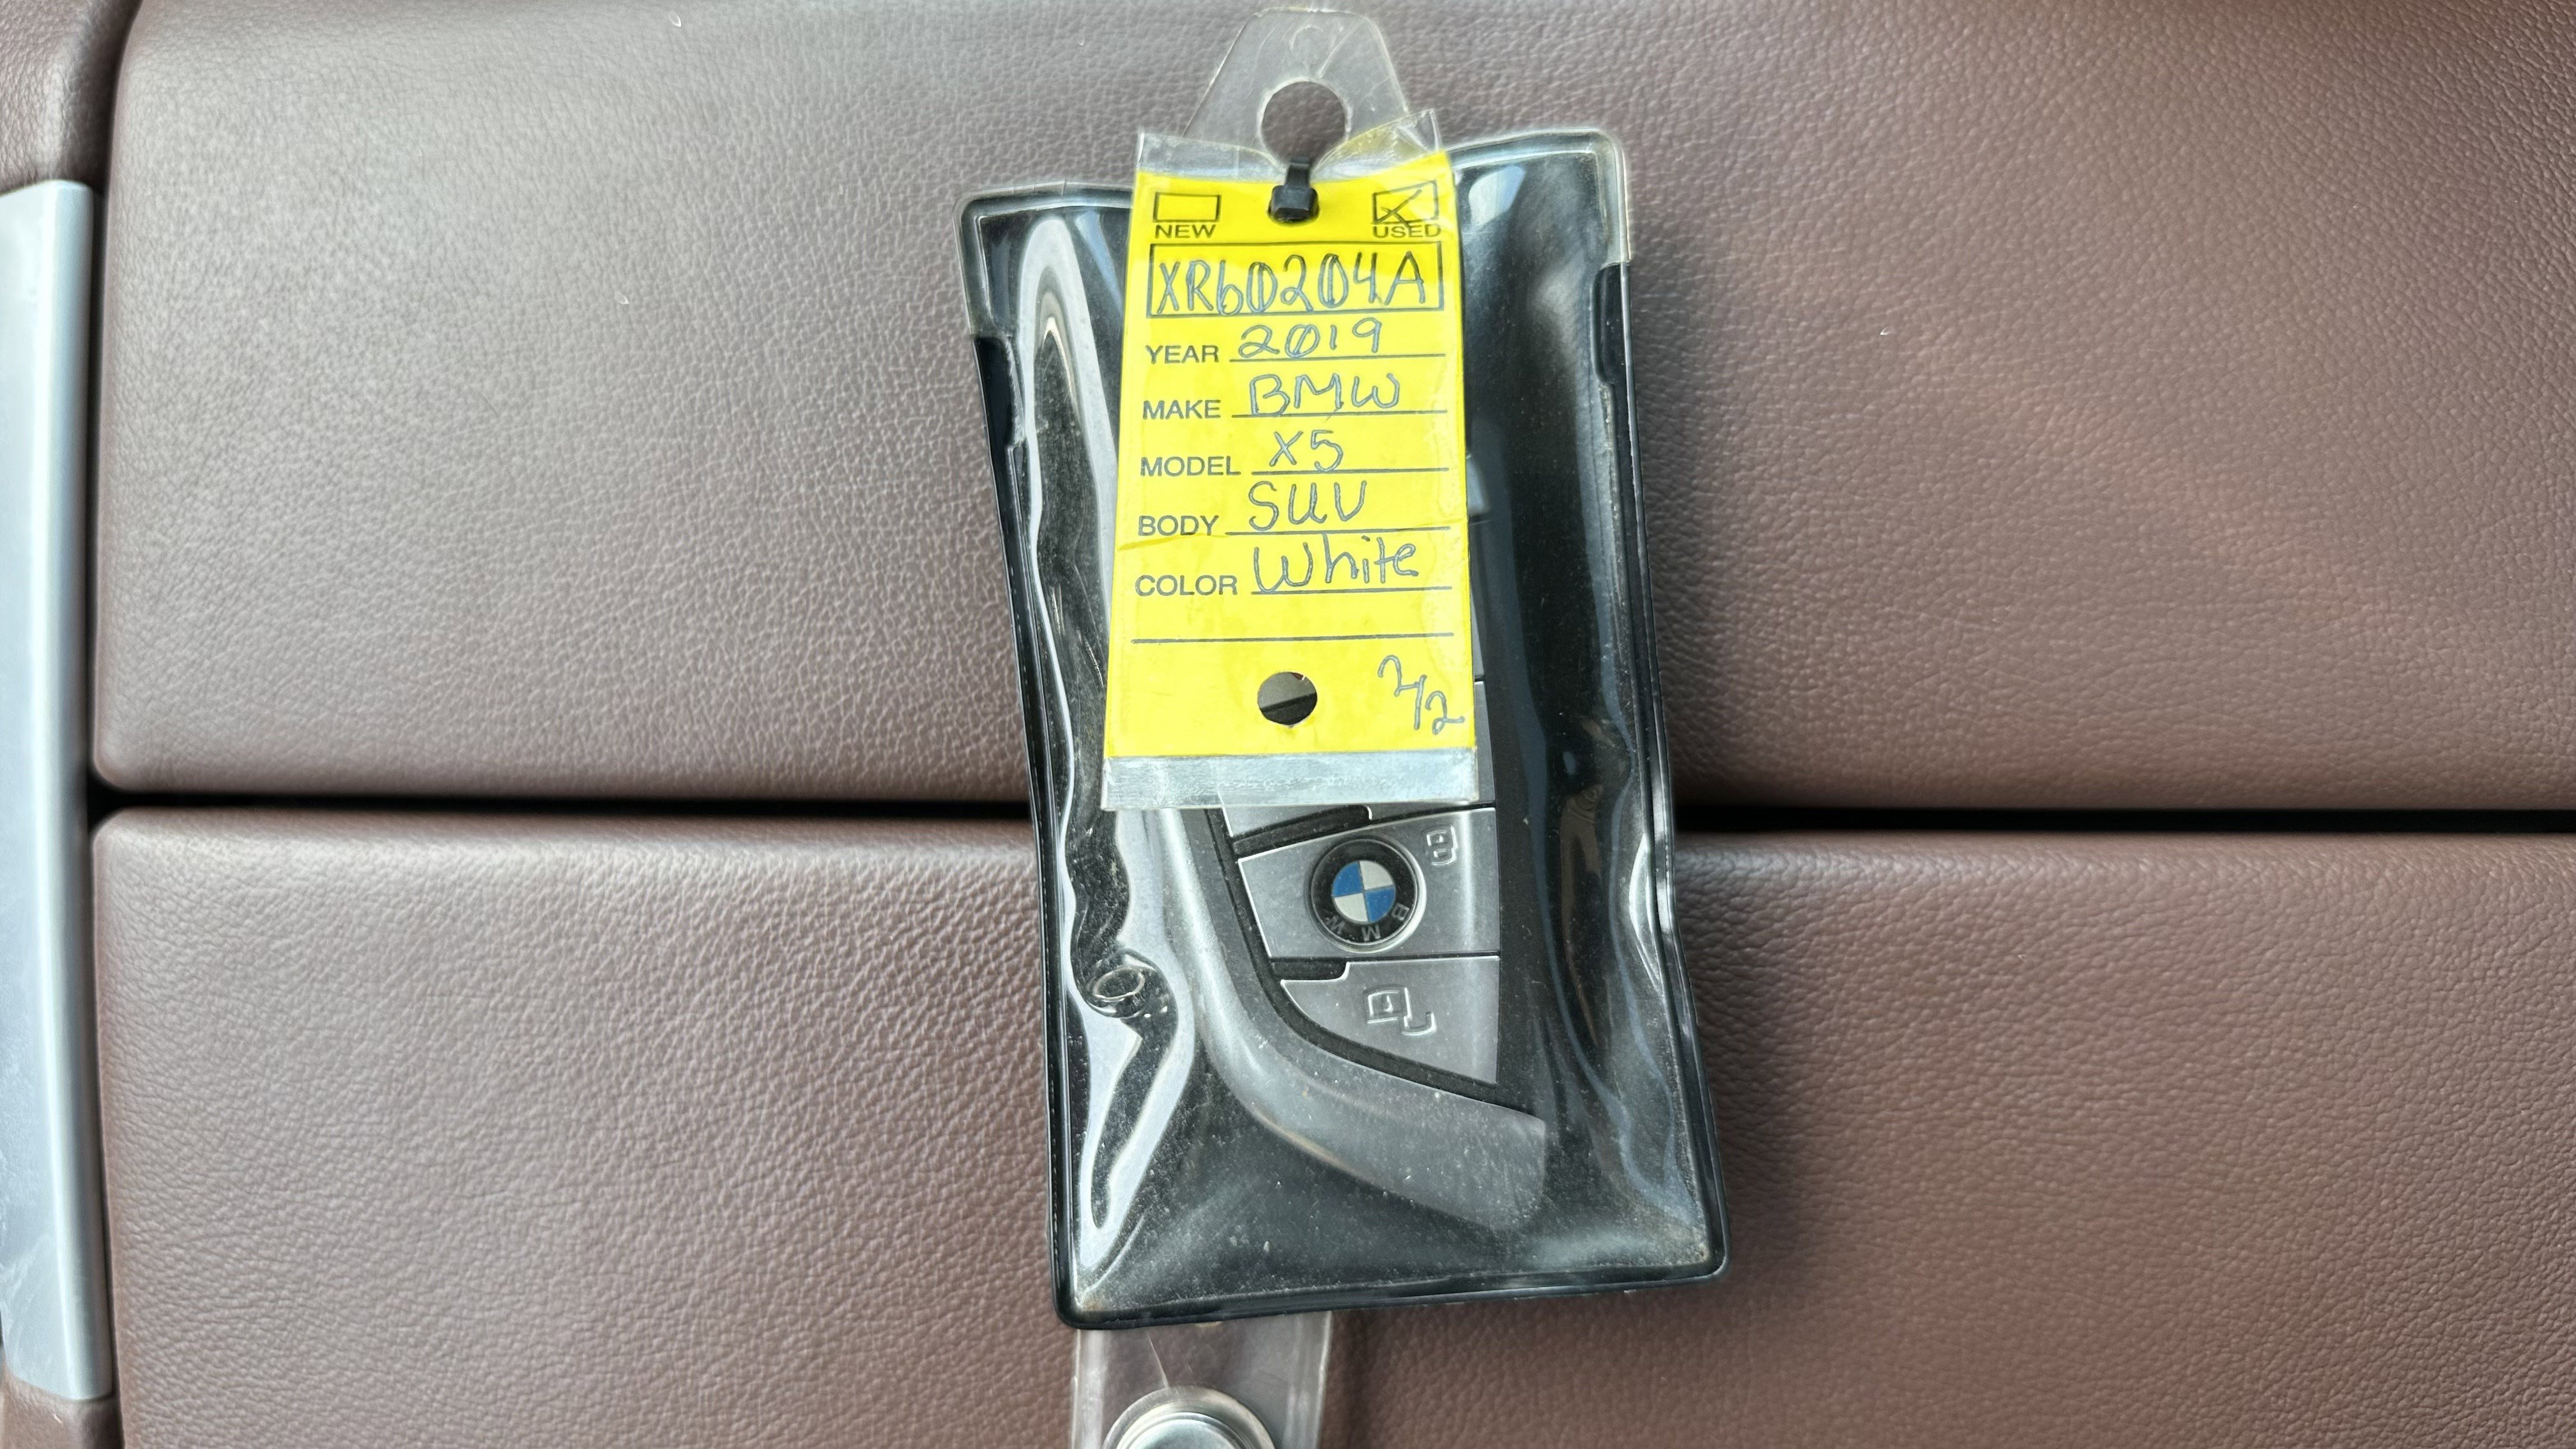 NEW USED
XR60204A
YEAR 2019
MAKE BMW
MODEL X5
BODY SUV
COLOR White
2/2
BMW